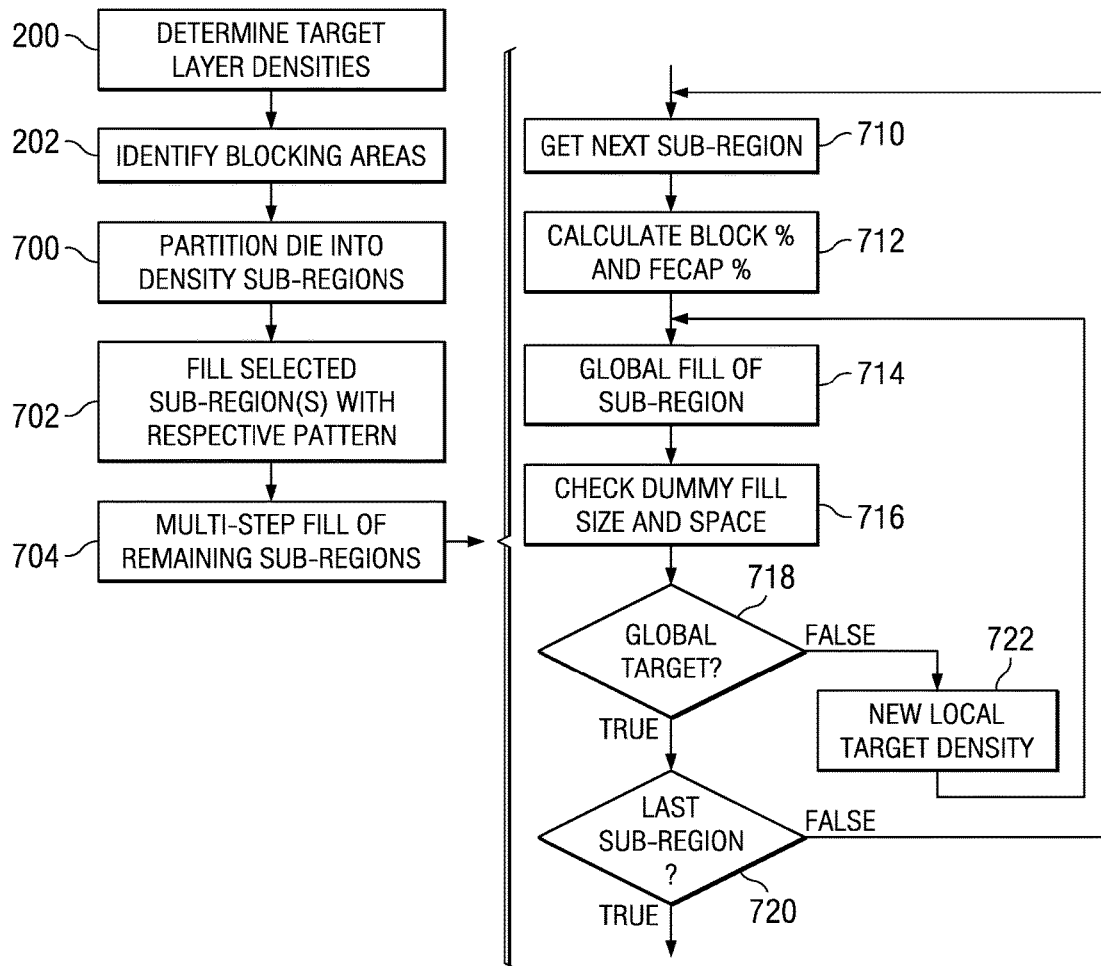 200
DETERMINE TARGET
LAYER DENSITIES
202
IDENTIFY BLOCKING AREAS
700
PARTITION DIE INTO
DENSITY SUB-REGIONS
702
FILL SELECTED
SUB-REGION(S) WITH
RESPECTIVE PATTERN
704
MULTI-STEP FILL OF
REMAINING SUB-REGIONS
GET NEXT SUB-REGION
710
CALCULATE BLOCK %
AND FECAP %
712
GLOBAL FILL OF
SUB-REGION
714
CHECK DUMMY FILL
SIZE AND SPACE
716
GLOBAL
TARGET?
718
FALSE
TRUE
722
NEW LOCAL
TARGET DENSITY
LAST
SUB-REGION
?
FALSE
720
TRUE